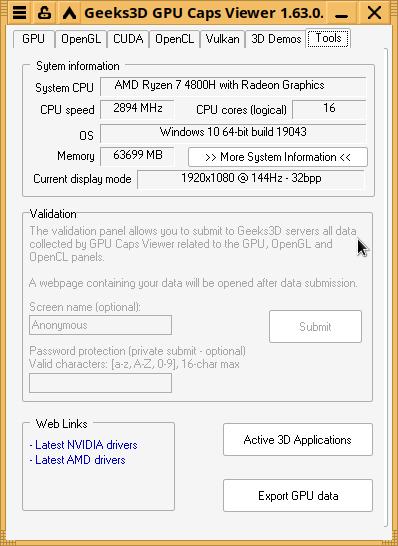 Geeks3D GPU Caps Viewer 1.63.0.
GPU OpenGL CUDA OpenCL Vulkan 3D Demos Tools
Sytem information
System CPU AMD Ryzen 7 4800H with Radeon Graphics
CPU speed 2894 MHz CPU cores (logical) 16
OS Windows 10 64-bit build 19043
Memory 63699 MB >> More System Information <<
Current display mode 1920x1080 @ 144Hz - 32bpp
Validation
The validation panel allows you to submit to Geeks3D servers all data
collected by GPU Caps Viewer related to the GPU, OpenGL and
OpenCL panels.
A webpage containing your data will be opened after data submission.
Screen name (optional):
Anonymous
Submit
Password protection (private submit - optional)
Valid characters: [a-z, A-Z, 0-9], 16-char max
Web Links
- Latest NVIDIA drivers
- Latest AMD drivers
Active 3D Applications
Export GPU data